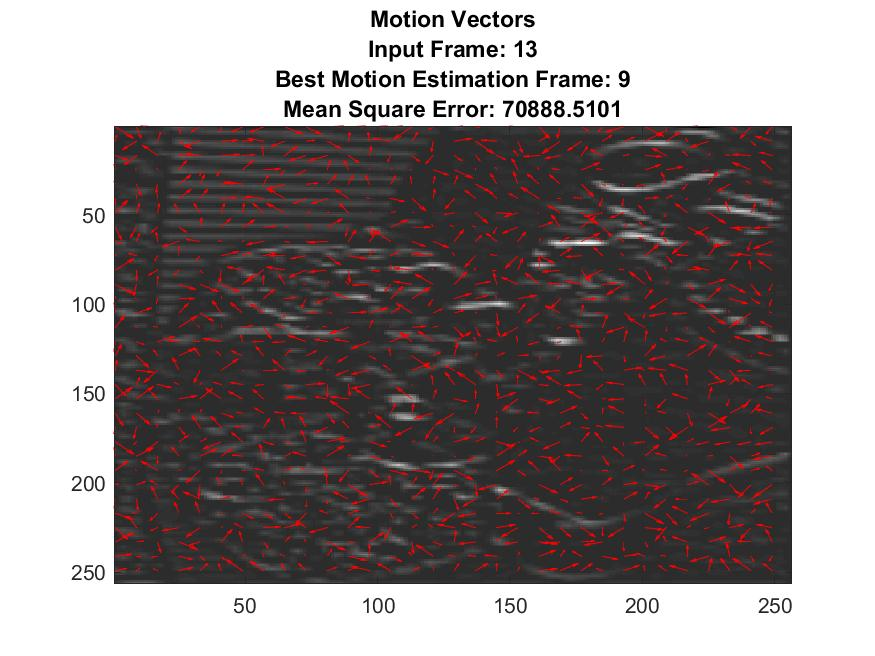 Motion Vectors
Input Frame: 13
Best Motion Estimation Frame: 9
Mean Square Error: 70888.5101
50
100
150
200
250
50 100 150 200 250